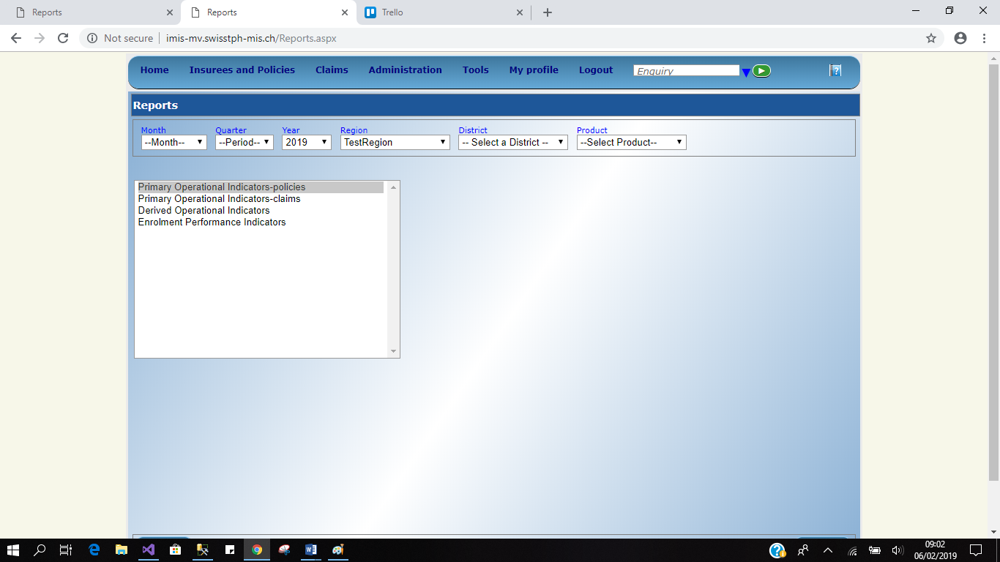 Reports
Reports
Trello
Not secure
imis-mv.swisstph-mis.ch/Reports.aspx
Home Insurees and Policies Claims Administration Tools My profile Logout Enquiry
Reports
Month Quarter Year Region District Product
--Month-- --Period-- 2019 TestRegion -- Select a District -- --Select Product--
Primary Operational Indicators-policies
Primary Operational Indicators-claims
Derived Operational Indicators
Enrolment Performance Indicators
09:02
06/02/2019